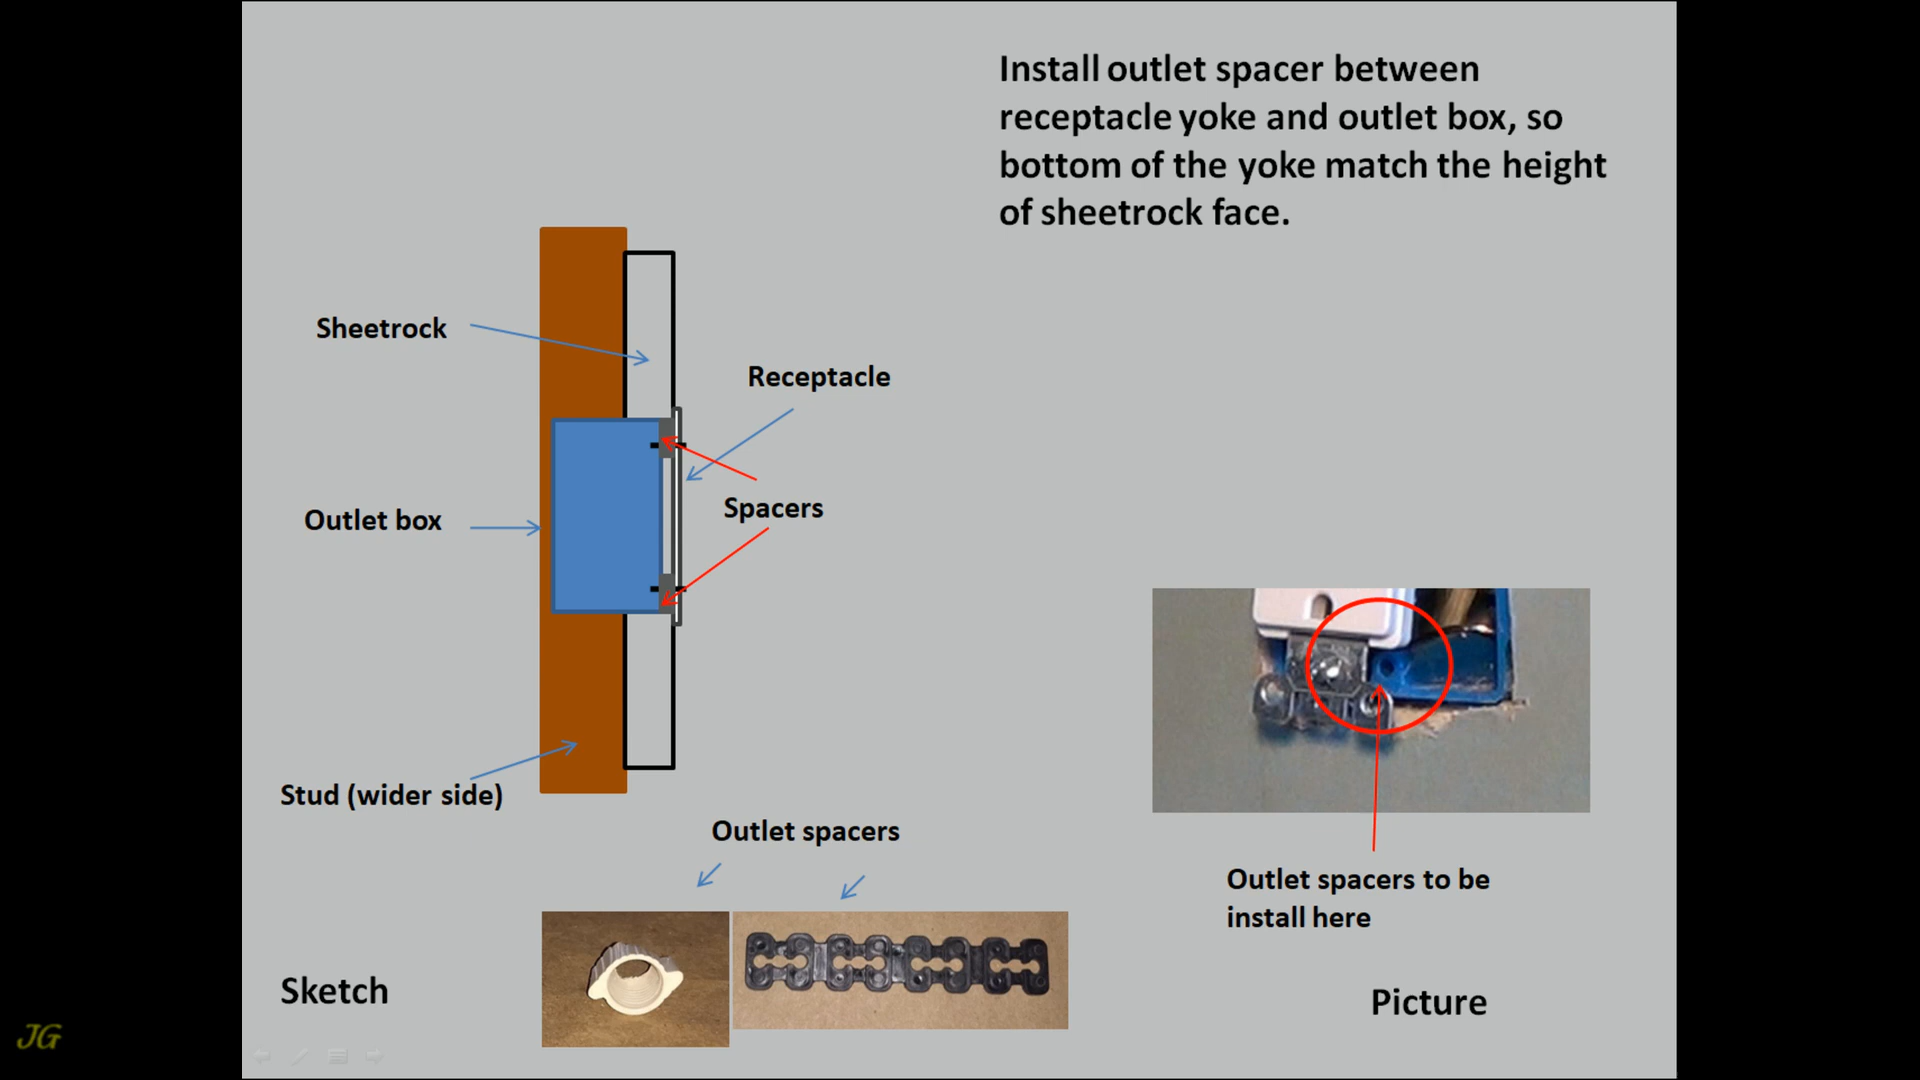 Install outlet spacer between
receptacle yoke and outlet box, so
bottom of the yoke match the height
of sheetrock face.
Sheetrock
Receptacle
Spacers
Outlet box
Stud (wider side)
Outlet spacers
Outlet spacers to be
install here
Sketch
Picture
JG